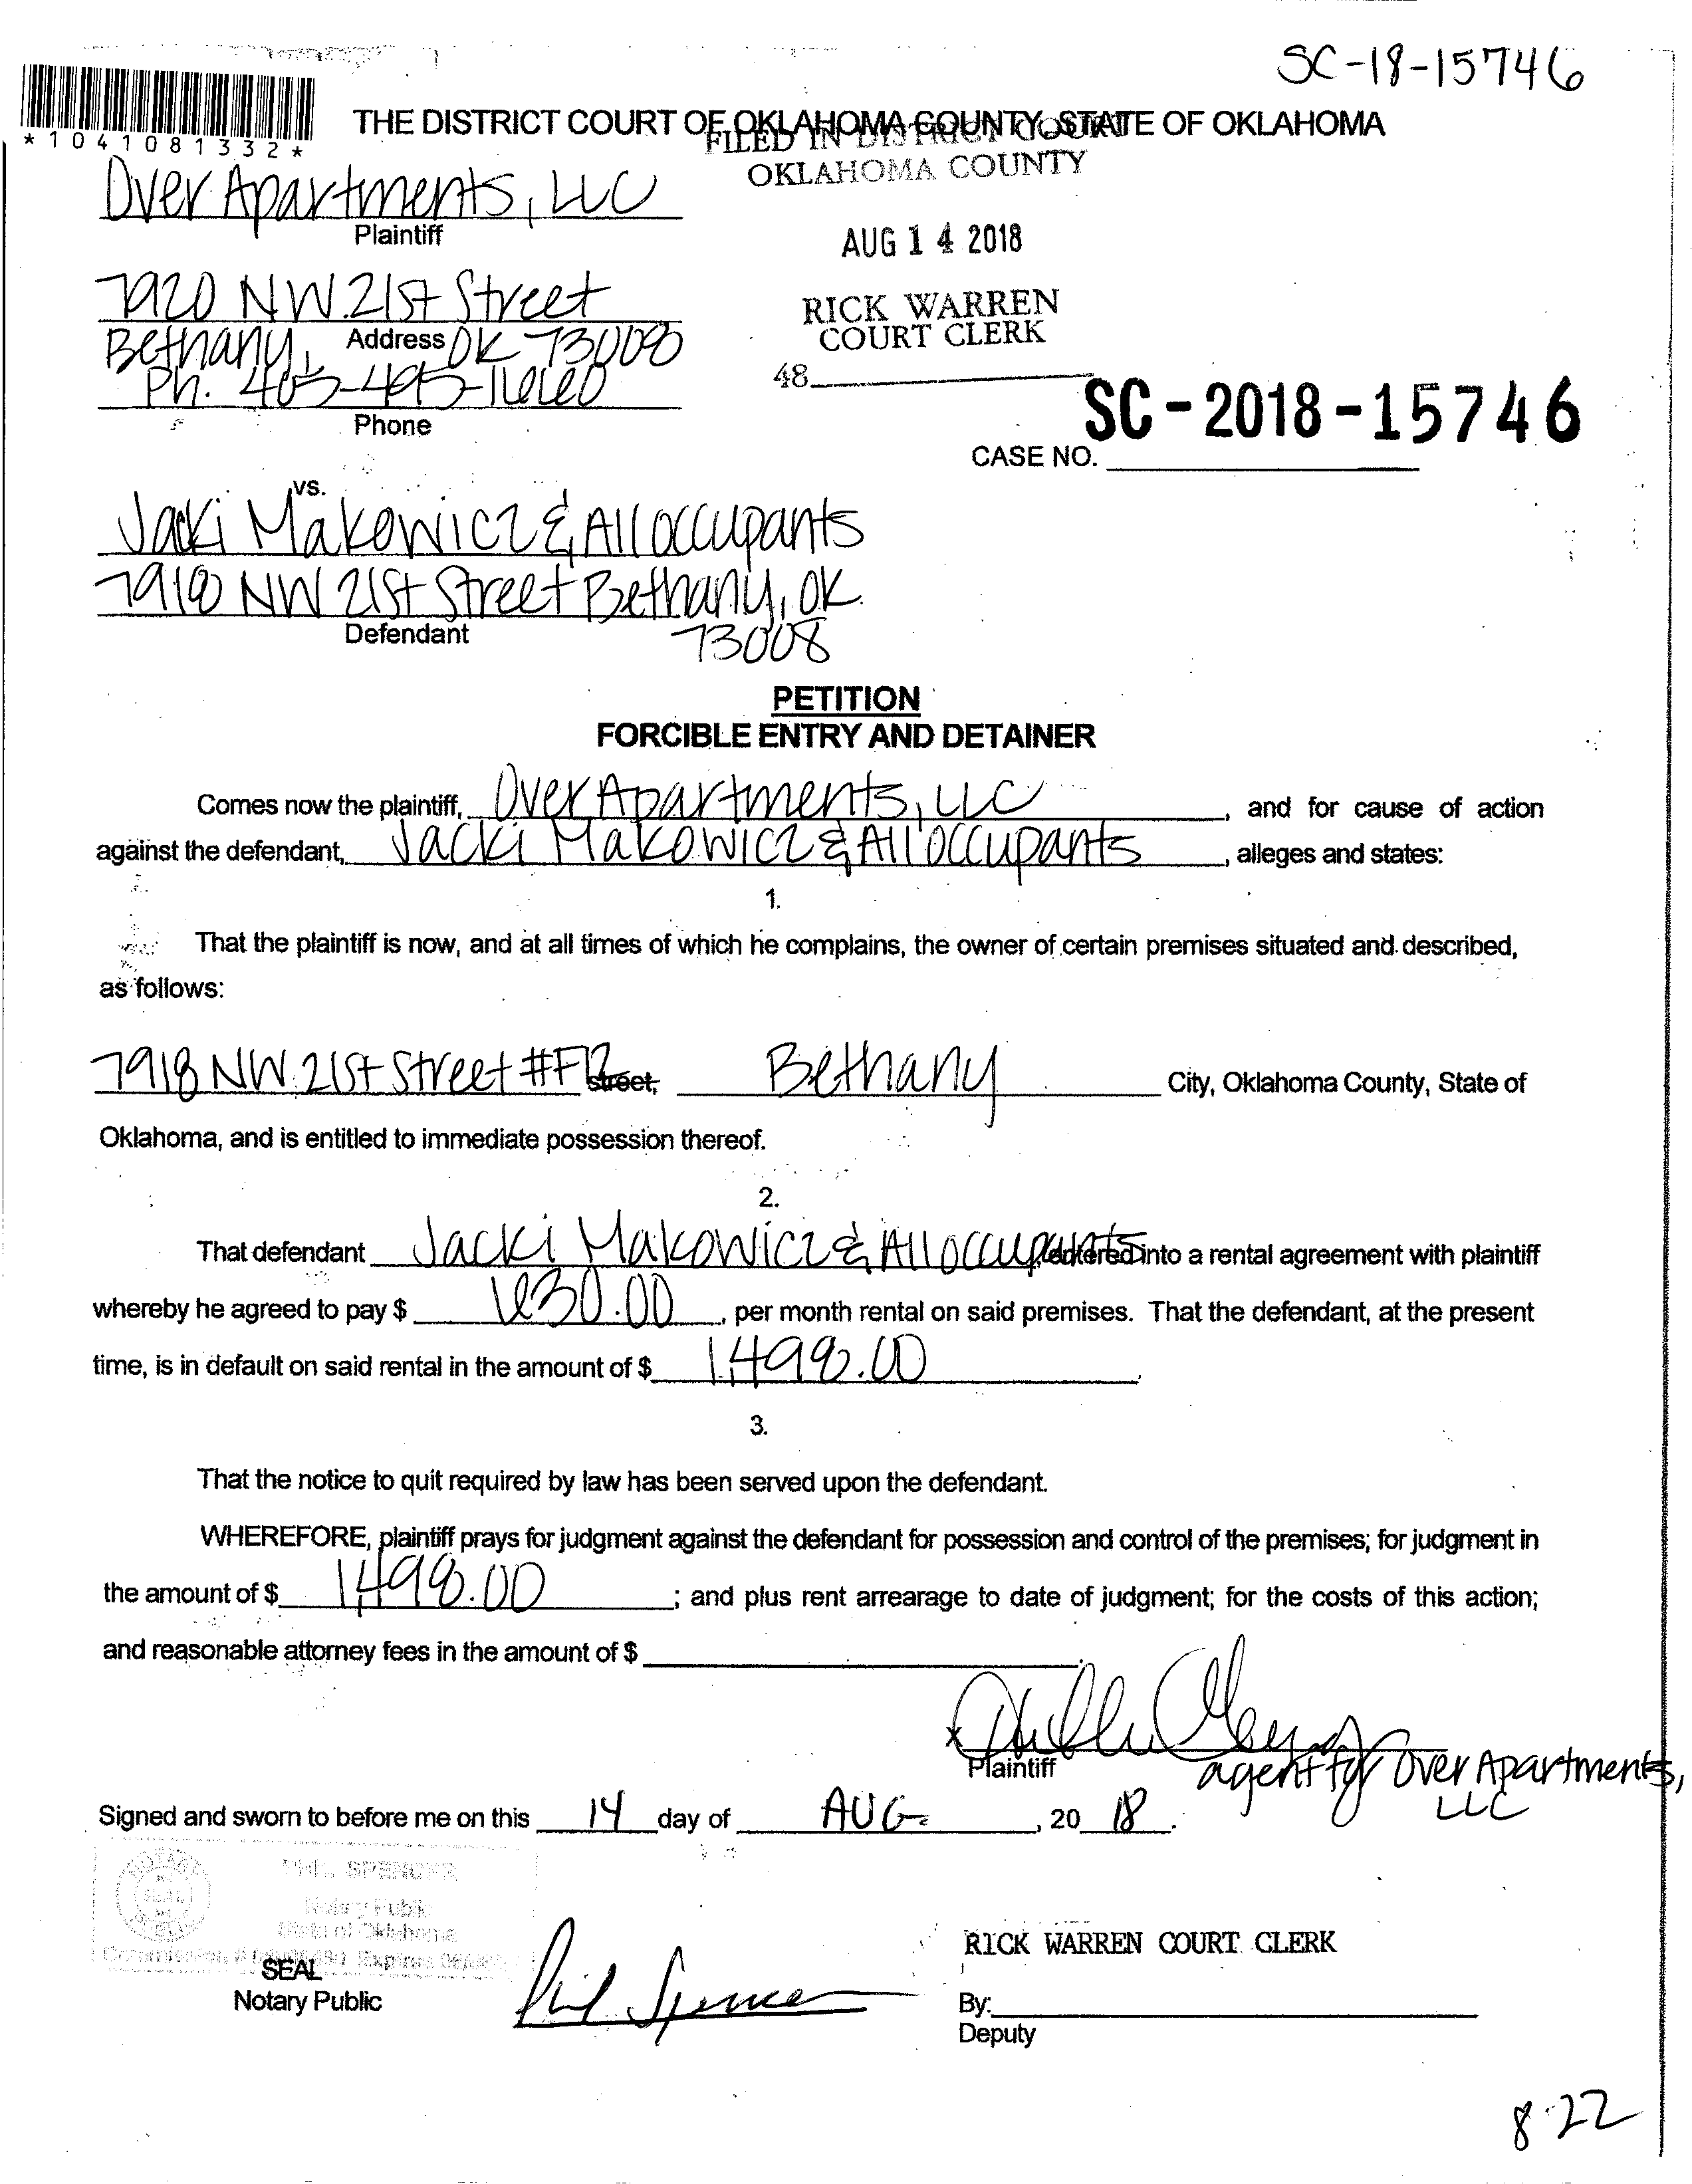 SC-18-15746
*1041081332*
THE DISTRICT COURT OF OKLAHOMA COUNTY, STATE OF OKLAHOMA
FILED IN DISTRICT COURT
OKLAHOMA COUNTY
Over Apartments, LLC
Plaintiff
AUG 14 2018
7920 NW. 21st Street
RICK WARREN
COURT CLERK
Bethany, OK 73008
Address
48
Ph. 405-495-1660
Phone
SC-2018-15746
CASE NO.
vs.
Jacki Makowicz & All occupants
7918 NW 21st Street Bethany, OK
73008
Defendant
PETITION
FORCIBLE ENTRY AND DETAINER
Comes now the plaintiff, Over Apartments, LLC, and for cause of action
against the defendant, Jacki Makowicz & All occupants, alleges and states:
1.
That the plaintiff is now, and at all times of which he complains, the owner of certain premises situated and described,
as follows:
7918 NW. 21st Street #F12 street, Bethany City, Oklahoma County, State of
Oklahoma, and is entitled to immediate possession thereof.
2.
That defendant Jacki Makowicz & All occupants, entered into a rental agreement with plaintiff
whereby he agreed to pay $ 630.00, per month rental on said premises. That the defendant, at the present
time, is in default on said rental in the amount of $ 1,498.00.
3.
That the notice to quit required by law has been served upon the defendant.
WHEREFORE, plaintiff prays for judgment against the defendant for possession and control of the premises; for judgment in
the amount of $ 1,498.00; and plus rent arrearage to date of judgment; for the costs of this action;
and reasonable attorney fees in the amount of $
x
Plaintiff
agent for Over Apartments,
LLC
Signed and sworn to before me on this 14 day of AUG., 20 18.
PHIL SPENCER
Notary Public
State of Oklahoma
SEAL
Notary Public
Phil Spencer
RICK WARREN COURT CLERK
By:
Deputy
8-22